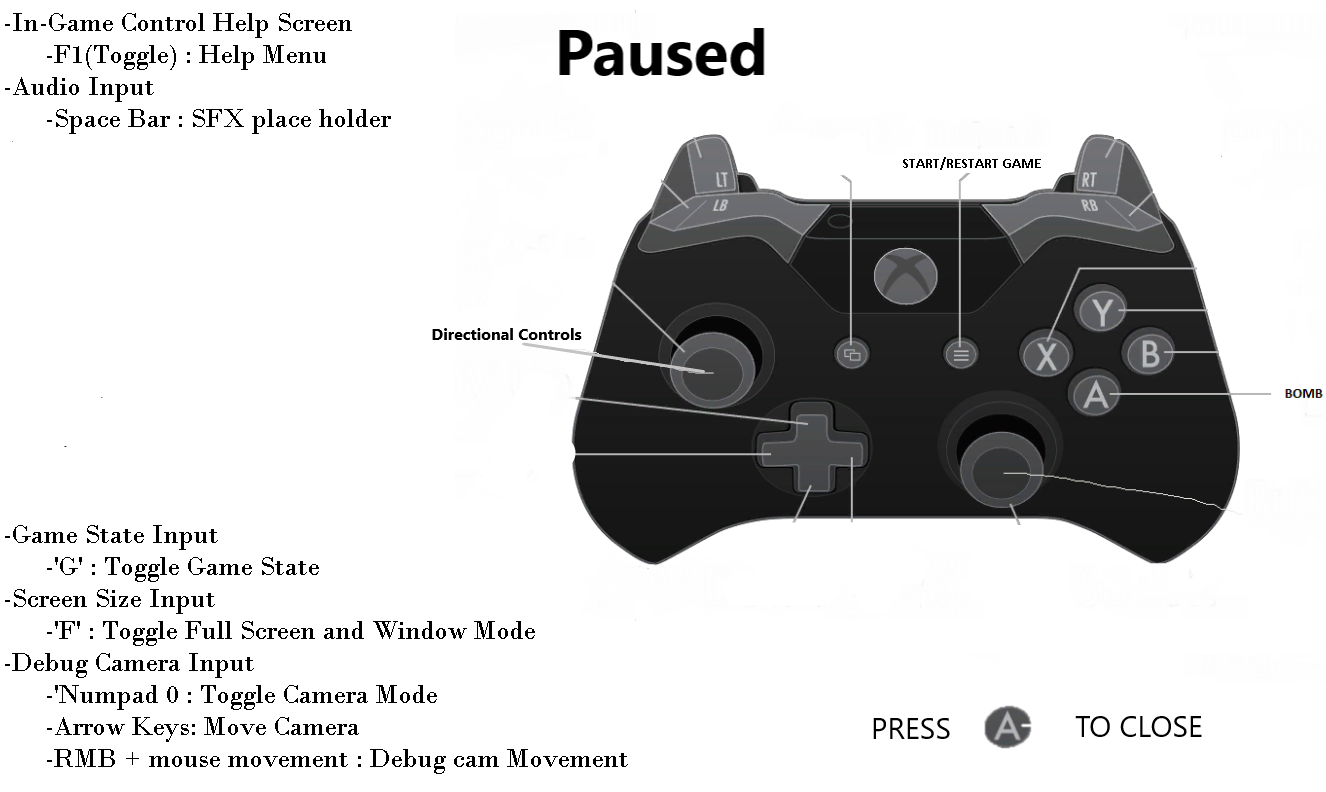 -In-Game Control Help Screen
-F1(Toggle) : Help Menu
-Audio Input
-Space Bar : SFX place holder
Paused
START/RESTART GAME
LT
RT
LB
RB
Directional Controls
Y
X
B
A
BOMB
-Game State Input
-'G' : Toggle Game State
-Screen Size Input
-'F' : Toggle Full Screen and Window Mode
-Debug Camera Input
-'Numpad 0 : Toggle Camera Mode
-Arrow Keys: Move Camera
-RMB + mouse movement : Debug cam Movement
PRESS A TO CLOSE